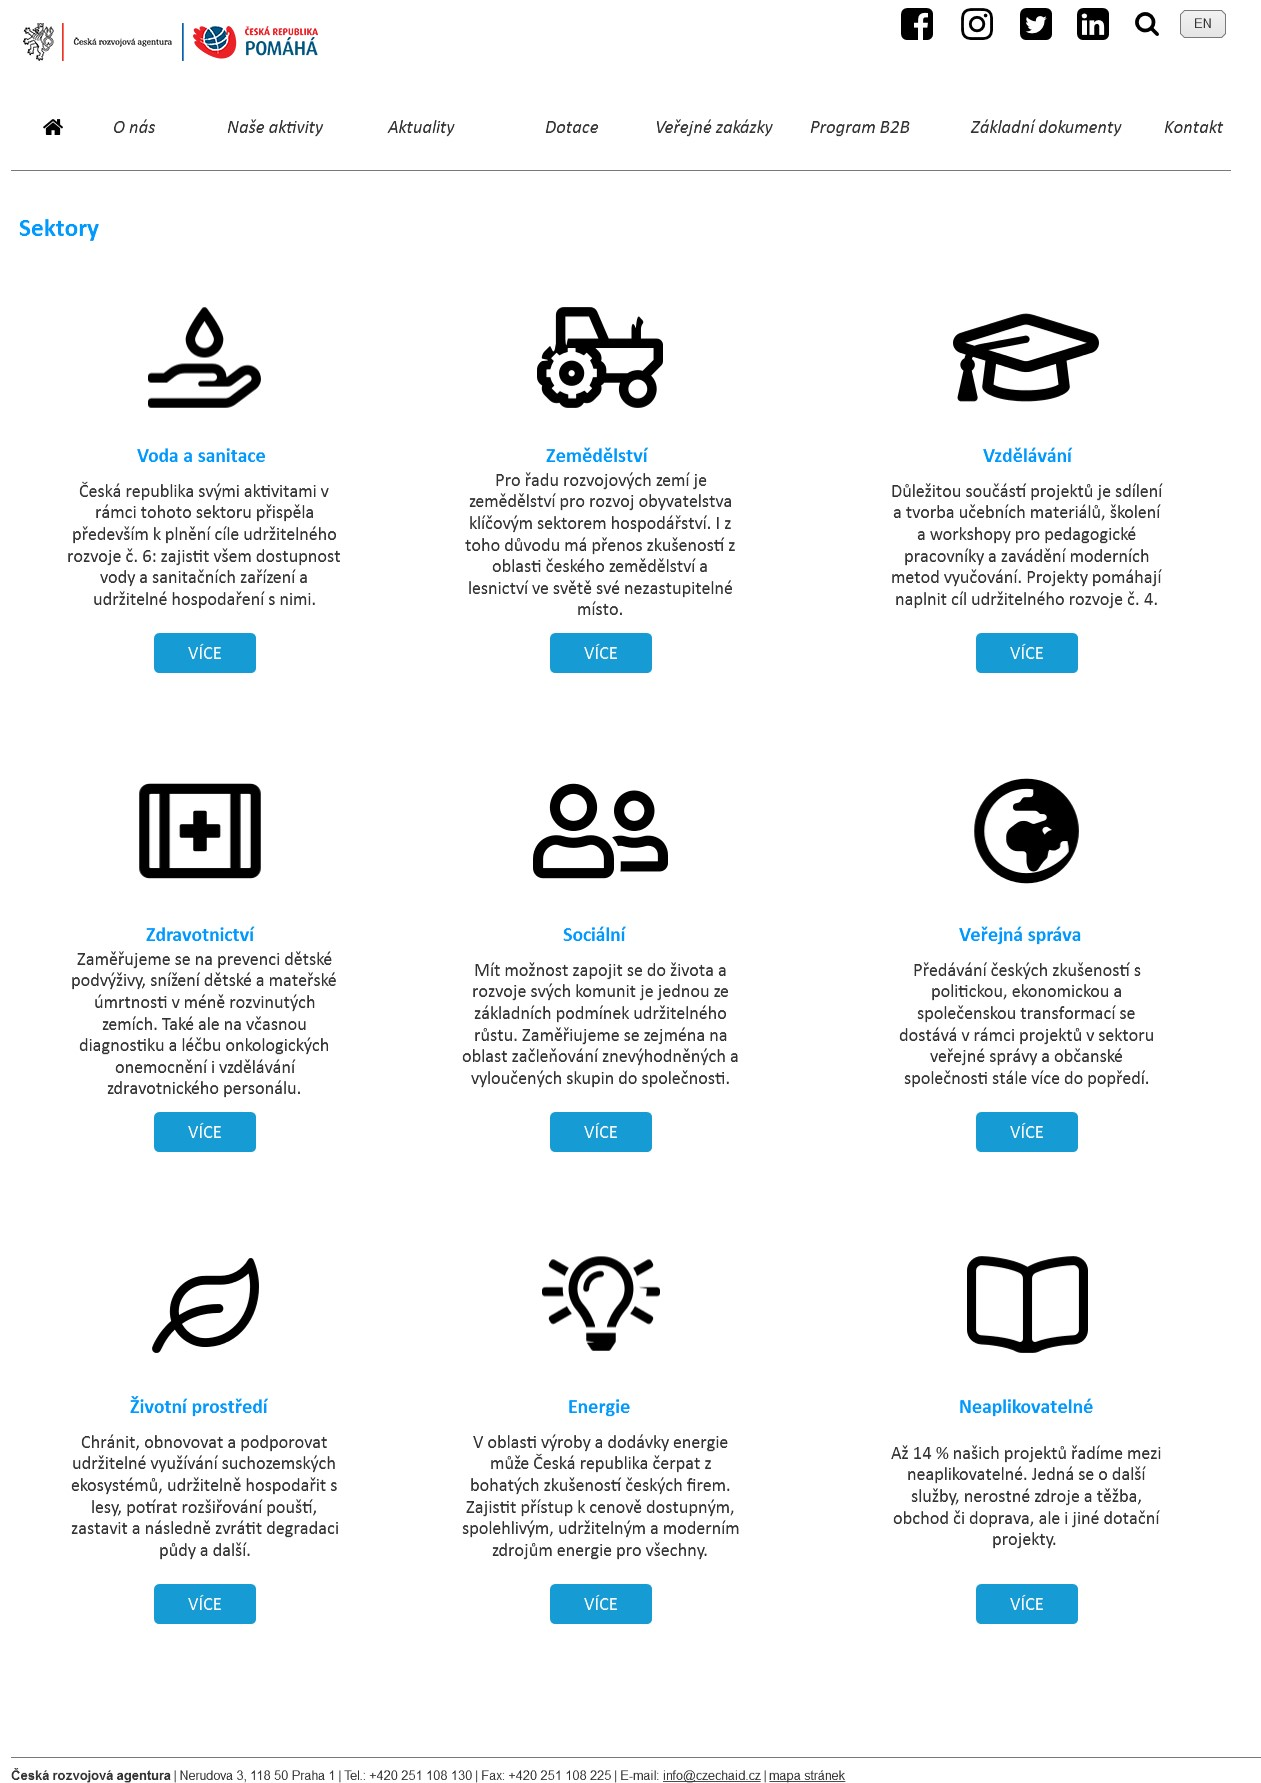 Česká rozvojová agentura
ČESKÁ REPUBLIKA
POMÁHÁ
EN
O nás
Naše aktivity
Aktuality
Dotace
Veřejné zakázky
Program B2B
Základní dokumenty
Kontakt
Sektory
Voda a sanitace
Česká republika svými aktivitami v
rámci tohoto sektoru přispěla
především k plnění cíle udržitelného
rozvoje č. 6: zajistit všem dostupnost
vody a sanitačních zařízení a
udržitelné hospodaření s nimi.
VÍCE
Zemědělství
Pro řadu rozvojových zemí je
zemědělství pro rozvoj obyvatelstva
klíčovým sektorem hospodářství. I z
toho důvodu má přenos zkušeností z
oblasti českého zemědělství a
lesnictví ve světě své nezastupitelné
místo.
VÍCE
Vzdělávání
Důležitou součástí projektů je sdílení
a tvorba učebních materiálů, školení
a workshopy pro pedagogické
pracovníky a zavádění moderních
metod vyučování. Projekty pomáhají
naplnit cíl udržitelného rozvoje č. 4.
VÍCE
Zdravotnictví
Zaměřujeme se na prevenci dětské
podvýživy, snížení dětské a mateřské
úmrtnosti v méně rozvinutých
zemích. Také ale na včasnou
diagnostiku a léčbu onkologických
onemocnění i vzdělávání
zdravotnického personálu.
VÍCE
Sociální
Mít možnost zapojit se do života a
rozvoje svých komunit je jednou ze
základních podmínek udržitelného
růstu. Zaměřiujeme se zejména na
oblast začleňování znevýhodněných a
vyloučených skupin do společnosti.
VÍCE
Veřejná správa
Předávání českých zkušeností s
politickou, ekonomickou a
společenskou transformací se
dostává v rámci projektů v sektoru
veřejné správy a občanské
společnosti stále více do popředí.
VÍCE
Životní prostředí
Chránit, obnovovat a podporovat
udržitelné využívání suchozemských
ekosystémů, udržitelně hospodařit s
lesy, potírat rozšiřování pouští,
zastavit a následně zvrátit degradaci
půdy a další.
VÍCE
Energie
V oblasti výroby a dodávky energie
může Česká republika čerpat z
bohatých zkušeností českých firem.
Zajistit přístup k cenově dostupným,
spolehlivým, udržitelným a moderním
zdrojům energie pro všechny.
VÍCE
Neaplikovatelné
Až 14 % našich projektů řadíme mezi
neaplikovatelné. Jedná se o další
služby, nerostné zdroje a těžba,
obchod či doprava, ale i jiné dotační
projekty.
VÍCE
Česká rozvojová agentura | Nerudova 3, 118 50 Praha 1 | Tel.: +420 251 108 130 | Fax: +420 251 108 225 | E-mail: info@czechaid.cz | mapa stránek